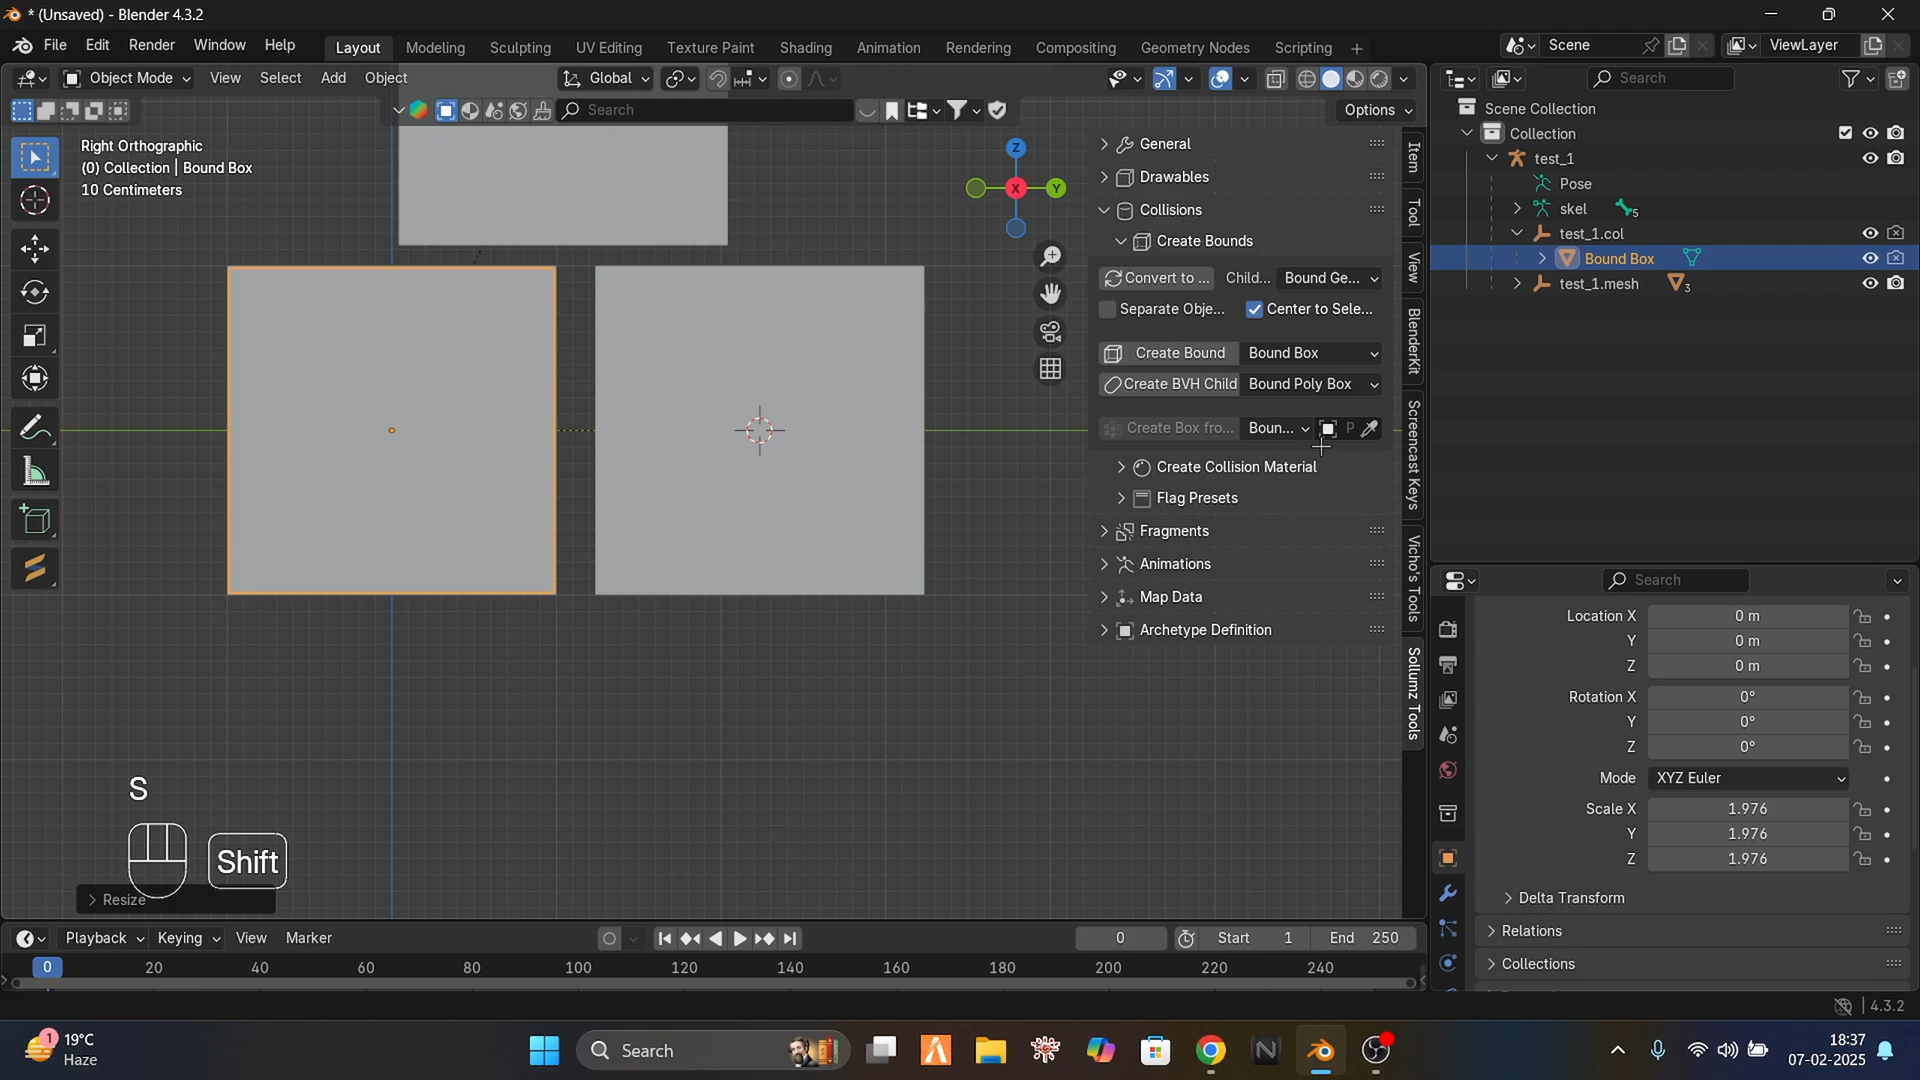 * (Unsaved) - Blender 4.3.2
File Edit Render Window Help
Layout Modeling Sculpting UV Editing Texture Paint Shading Animation Rendering Compositing Geometry Nodes Scripting +
Scene
ViewLayer
Object Mode View Select Add Object
Global
Search
Search
Options
Right Orthographic
(0) Collection | Bound Box
10 Centimeters
Z
Y
X
General
Drawables
Collisions
Create Bounds
Convert to ... Child... Bound Ge...
Separate Obje... Center to Sele...
Create Bound Bound Box
Create BVH Child Bound Poly Box
Create Box fro... Boun... P
Create Collision Material
Flag Presets
Fragments
Animations
Map Data
Archetype Definition
Item
Tool
View
BlenderKit
Screencast Keys
Vicho's Tools
Sollumz Tools
Scene Collection
Collection
test_1
Pose
skel 5
test_1.col
Bound Box
test_1.mesh 3
Search
Location X 0 m
Y 0 m
Z 0 m
Rotation X 0°
Y 0°
Z 0°
Mode XYZ Euler
Scale X 1.976
Y 1.976
Z 1.976
Delta Transform
Relations
Collections
S
Shift
Resize
Playback Keying View Marker
0 Start 1 End 250
0 20 40 60 80 100 120 140 160 180 200 220 240
4.3.2
1
19°C
Haze
Search
18:37
07-02-2025